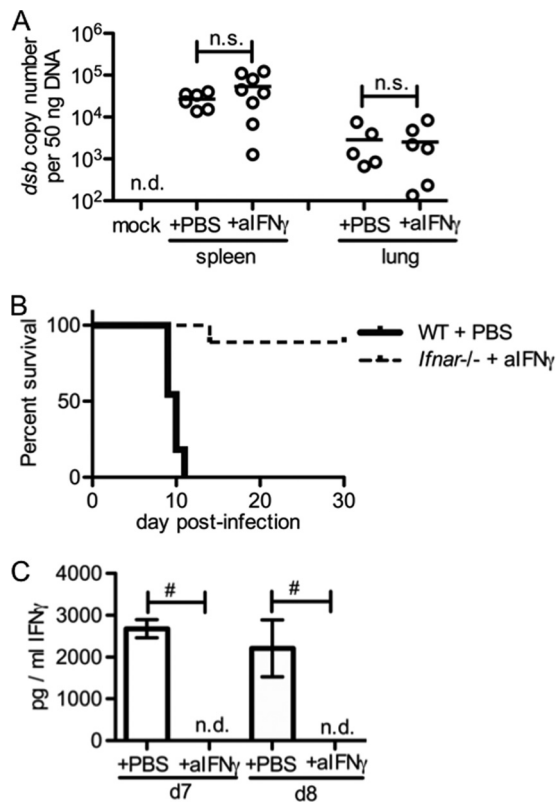 A
dsb copy number
per 50 ng DNA
10^6
10^5
10^4
10^3
10^2
n.s.
n.s.
n.d.
mock +PBS +aIFNγ +PBS +aIFNγ
spleen lung
B
Percent survival
100
50
0
0 10 20 30
day post-infection
WT + PBS
Ifnar-/- + aIFNγ
C
pg / ml IFNγ
4000
3000
2000
1000
0
# #
n.d. n.d.
+PBS +aIFNγ +PBS +aIFNγ
d7 d8